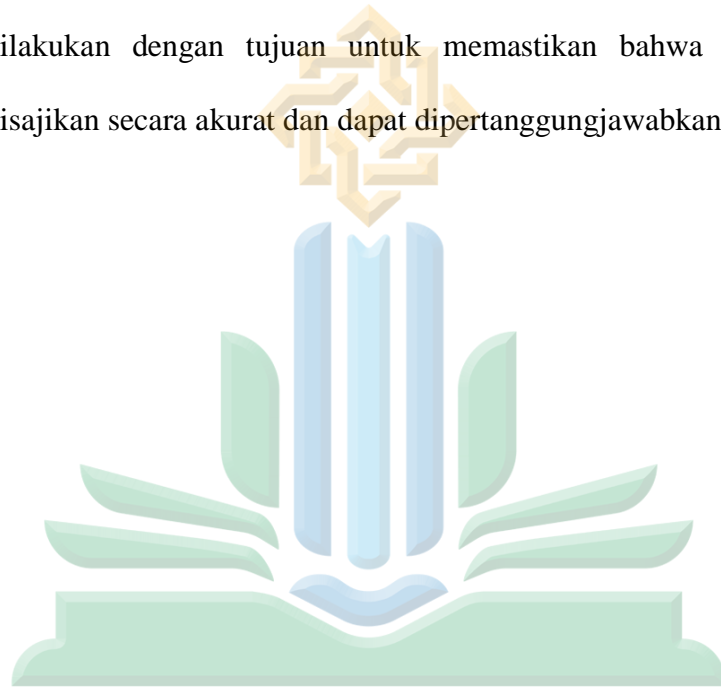 ilakukan dengan tujuan untuk memastikan bahwa
isajikan secara akurat dan dapat dipertanggungjawabkan